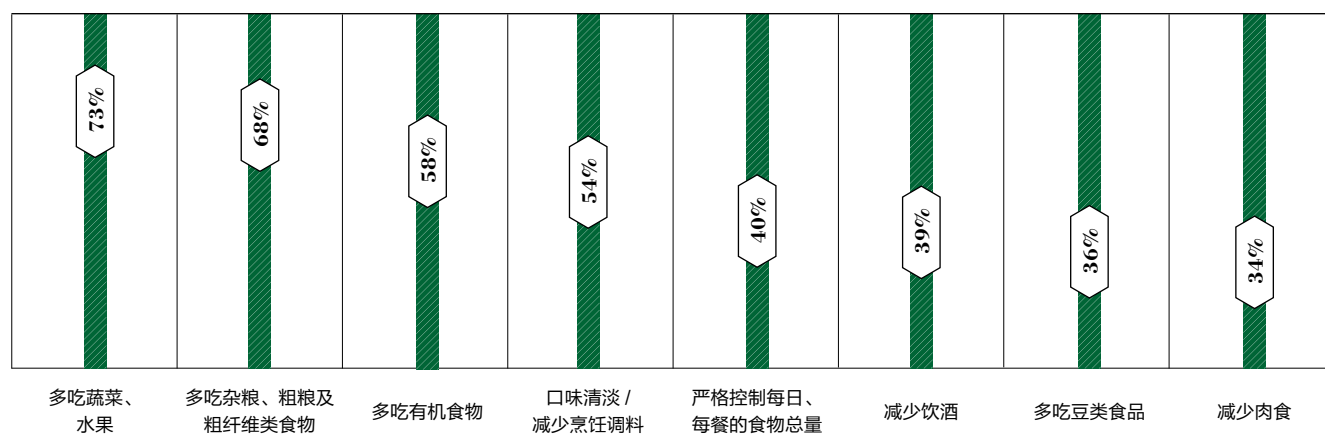 73%
68%
58%
54%
40%
39%
36%
34%
多吃蔬菜、
水果
多吃杂粮、粗粮及
粗纤维类食物
多吃有机食物
口味清淡 /
减少烹饪调料
严格控制每日、
每餐的食物总量
减少饮酒
多吃豆类食品
减少肉食